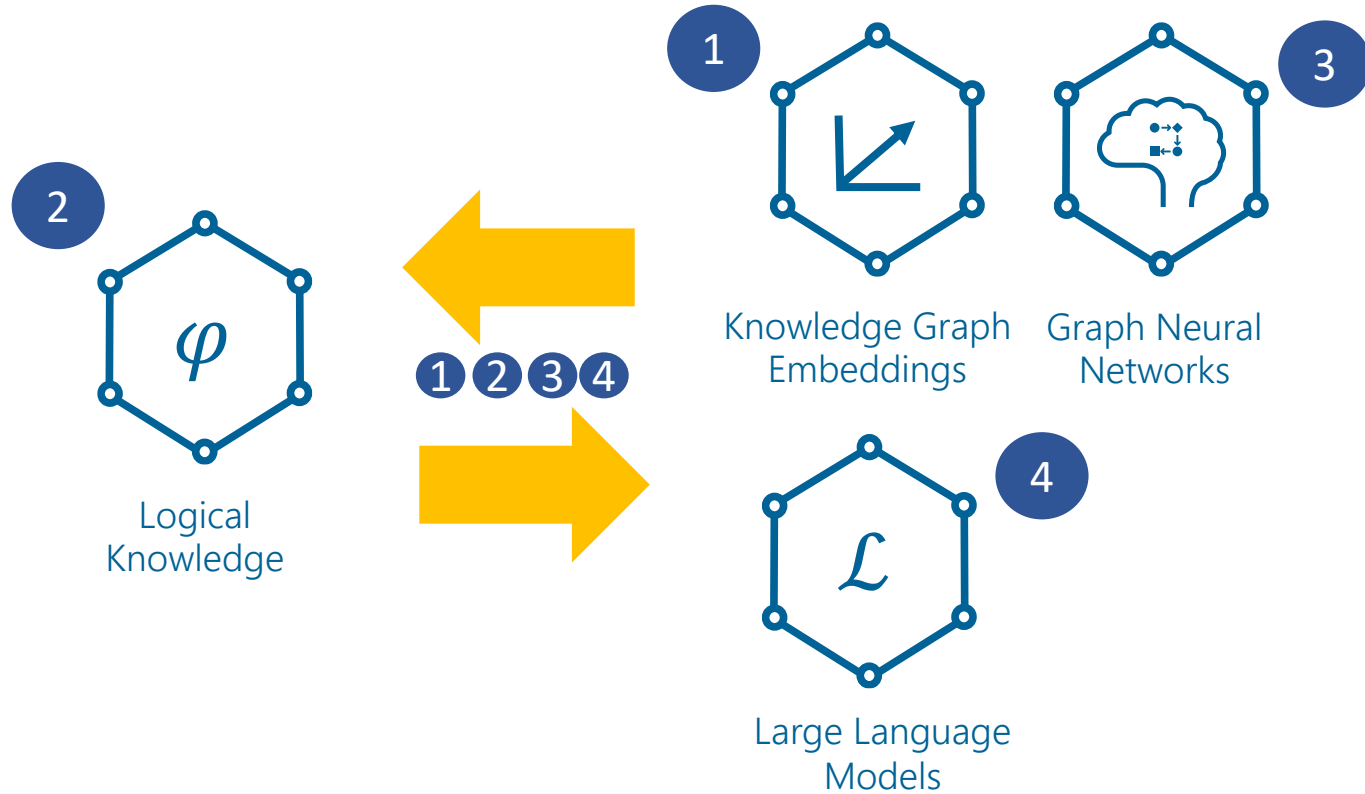 1
3
2
φ
Logical
Knowledge
1 2 3 4
Knowledge Graph
Embeddings
Graph Neural
Networks
4
ℒ
Large Language
Models